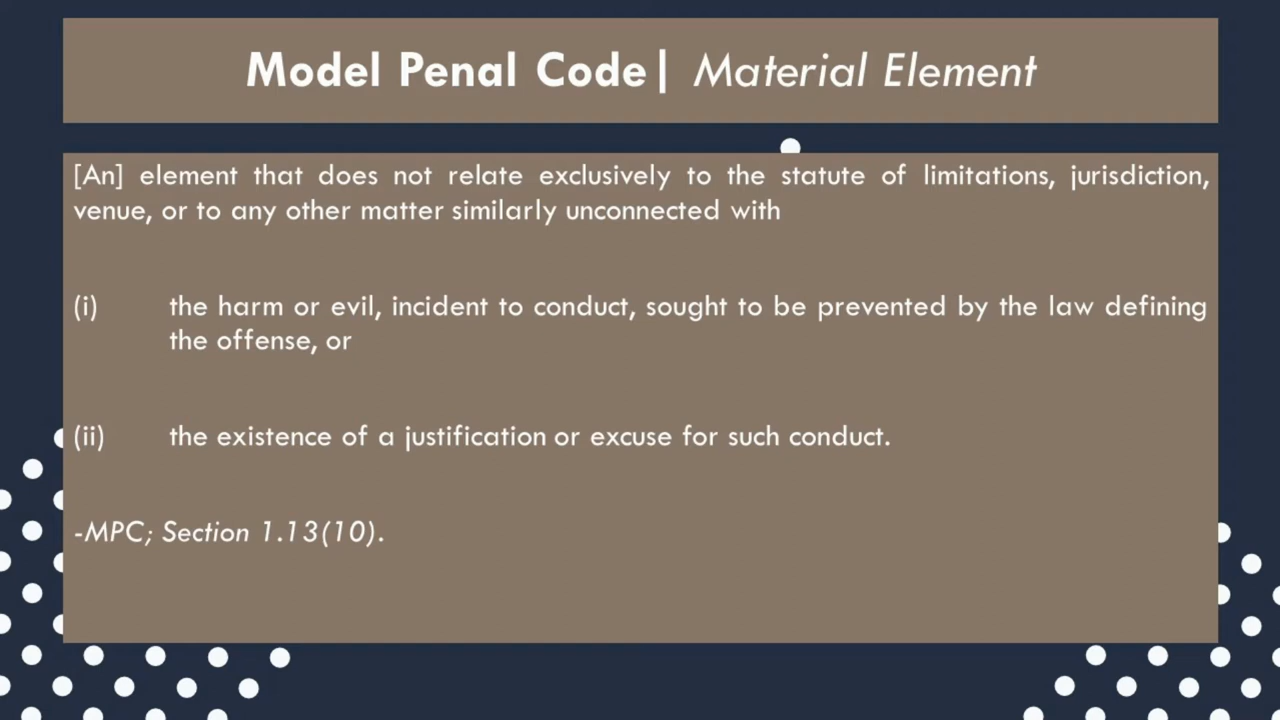 Model Penal Code| Material Element
[An] element that does not relate exclusively to the statute of limitations, jurisdiction,
venue, or to any other matter similarly unconnected with
(i) the harm or evil, incident to conduct, sought to be prevented by the law defining
the offense, or
(ii) the existence of a justification or excuse for such conduct.
-MPC; Section 1.13(10).